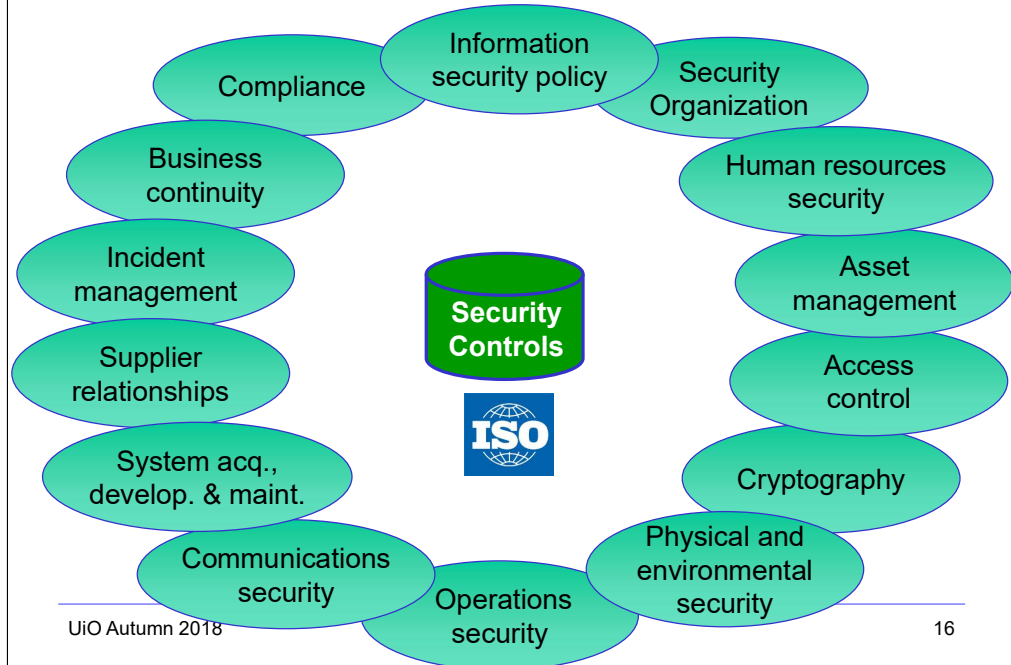 Information
security policy
Security
Organization
Human resources
security
Asset
management
Access
control
Cryptography
Physical and
environmental
security
Operations
security
Communications
security
System acq.,
develop. & maint.
Supplier
relationships
Incident
management
Business
continuity
Compliance
Security
Controls
ISO
UiO Autumn 2018
16